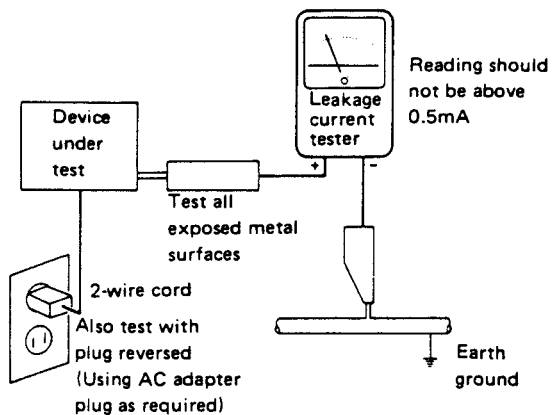 Reading should
not be above
0.5mA
Leakage
current
tester
+ -
Device
under
test
Test all
exposed metal
surfaces
2-wire cord
Also test with
plug reversed
(Using AC adapter
plug as required)
Earth
ground